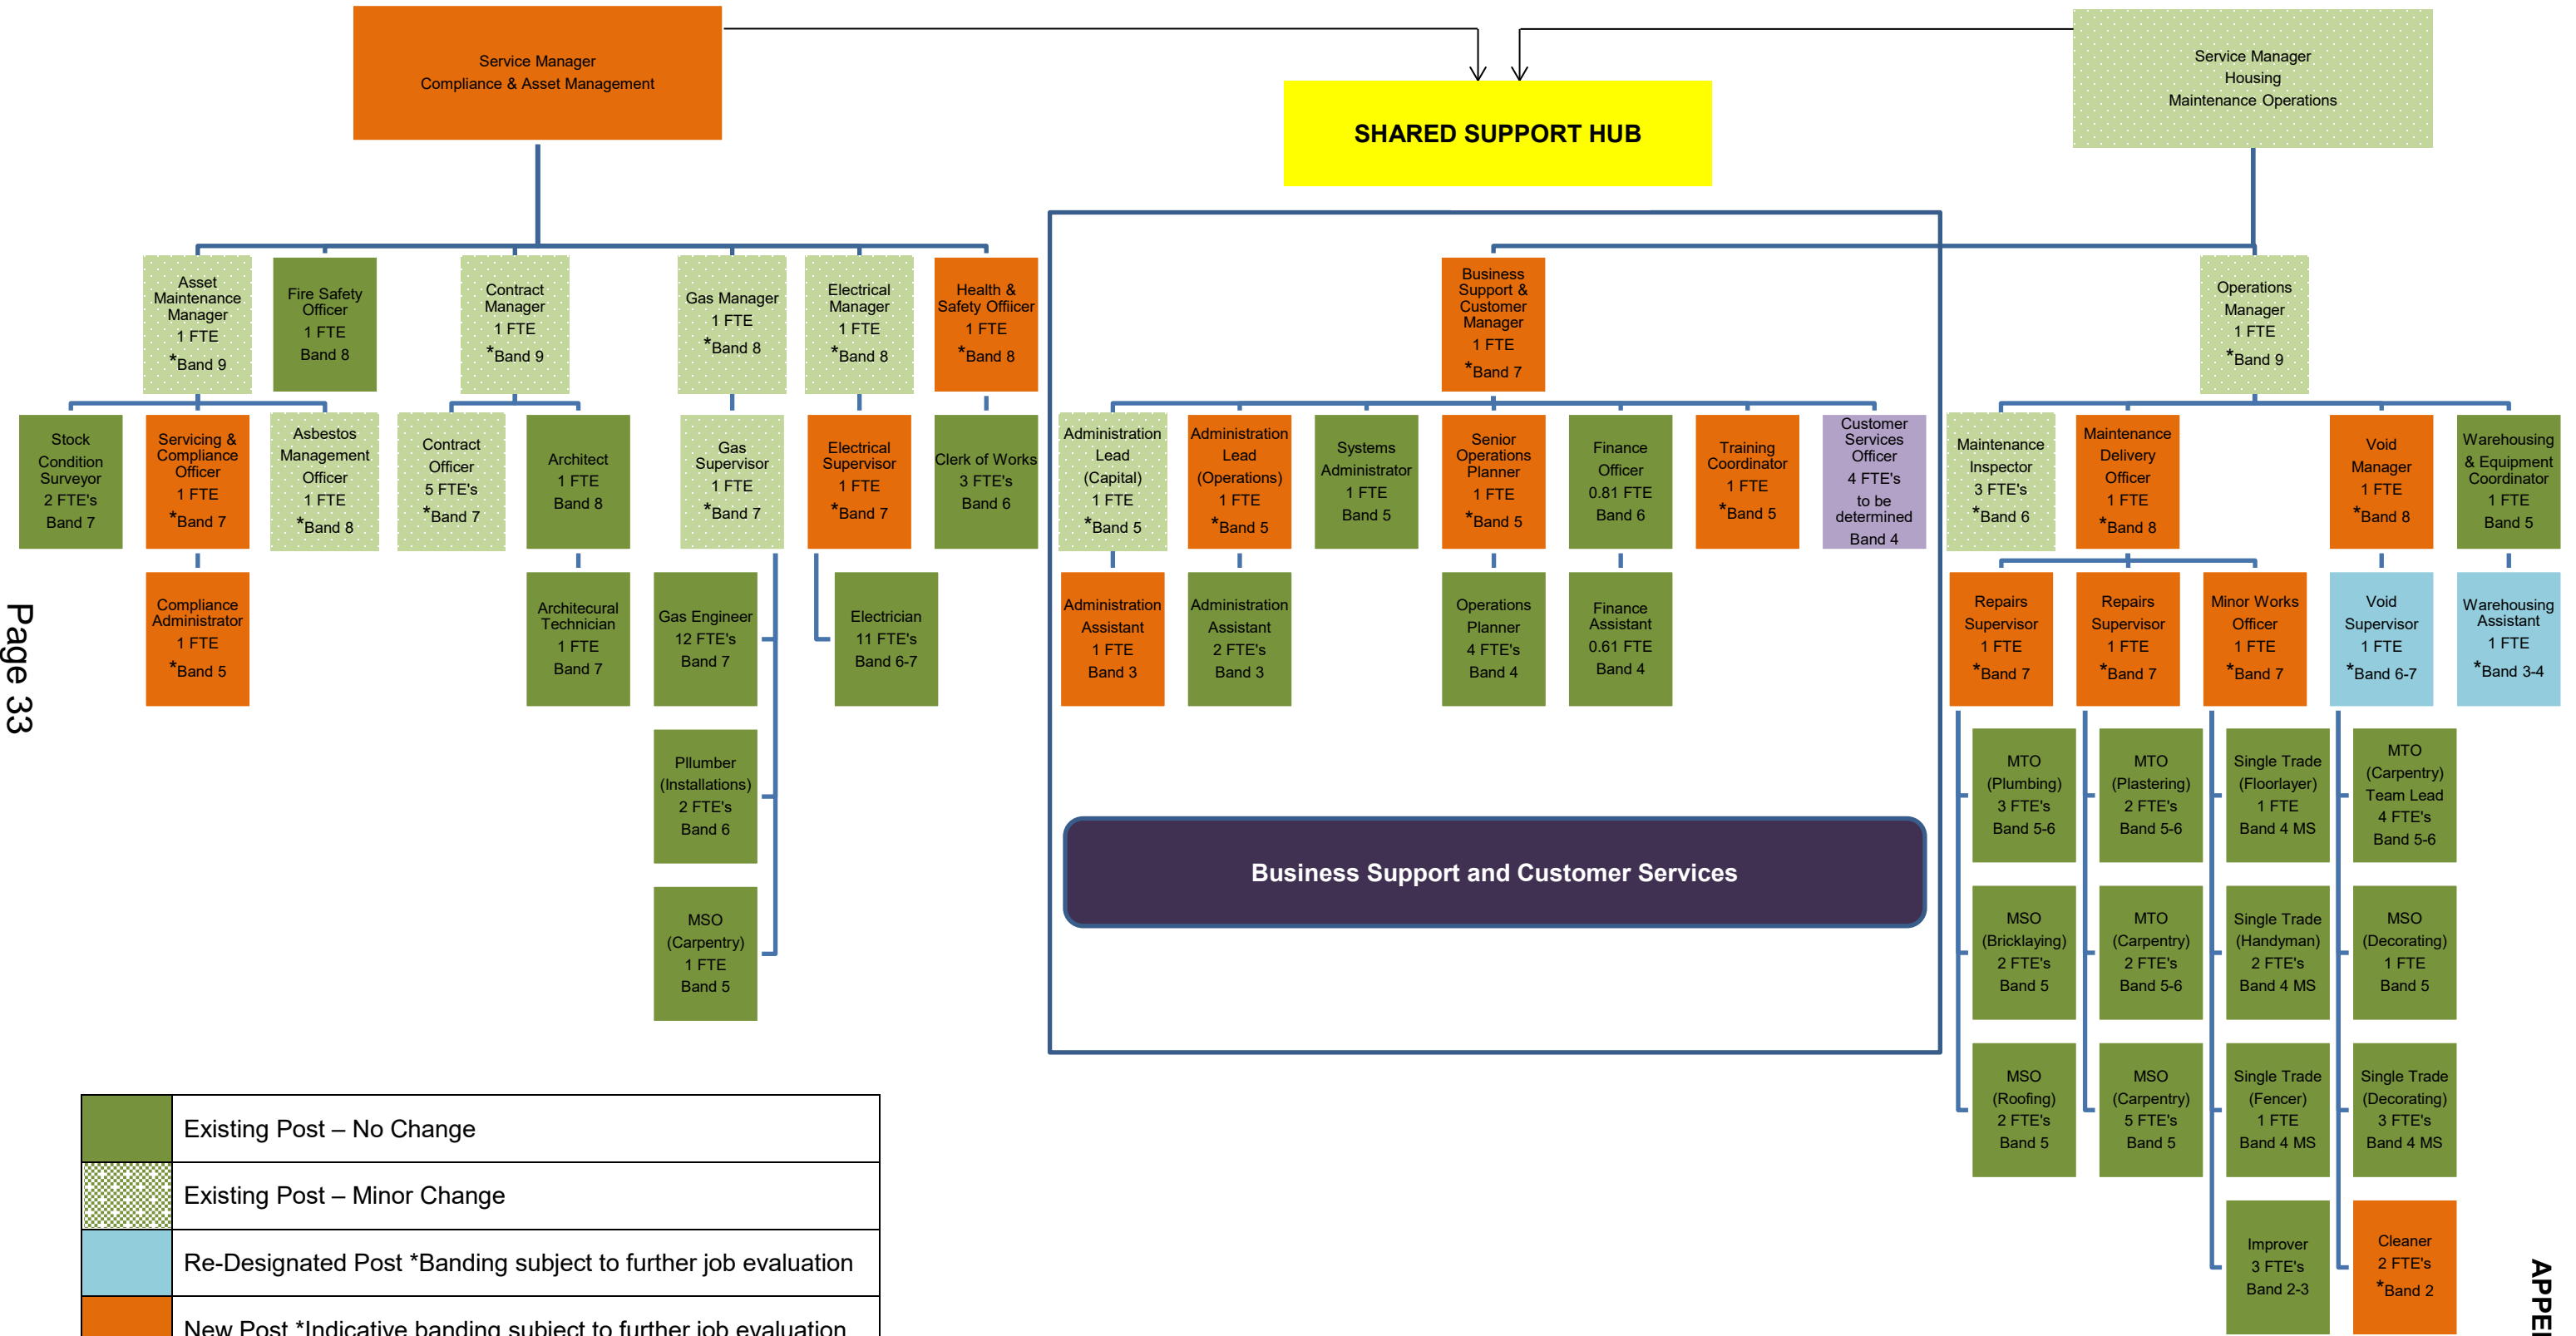 Service Manager
Compliance & Asset Management
SHARED SUPPORT HUB
Service Manager
Housing
Maintenance Operations
Asset
Maintenance
Manager
1 FTE
*Band 9
Fire Safety
Officer
1 FTE
Band 8
Contract
Manager
1 FTE
*Band 9
Gas Manager
1 FTE
*Band 8
Electrical
Manager
1 FTE
*Band 8
Health &
Safety Offiicer
1 FTE
*Band 8
Business
Support &
Customer
Manager
1 FTE
*Band 7
Operations
Manager
1 FTE
*Band 9
Stock
Condition
Surveyor
2 FTE's
Band 7
Servicing &
Compliance
Officer
1 FTE
*Band 7
Asbestos
Management
Officer
1 FTE
*Band 8
Contract
Officer
5 FTE's
*Band 7
Architect
1 FTE
Band 8
Gas
Supervisor
1 FTE
*Band 7
Electrical
Supervisor
1 FTE
*Band 7
Clerk of Works
3 FTE's
Band 6
Administration
Lead
(Capital)
1 FTE
*Band 5
Administration
Lead
(Operations)
1 FTE
*Band 5
Systems
Administrator
1 FTE
Band 5
Senior
Operations
Planner
1 FTE
*Band 5
Finance
Officer
0.81 FTE
Band 6
Training
Coordinator
1 FTE
*Band 5
Customer
Services
Officer
4 FTE's
to be
determined
Band 4
Maintenance
Inspector
3 FTE's
*Band 6
Maintenance
Delivery
Officer
1 FTE
*Band 8
Void
Manager
1 FTE
*Band 8
Warehousing
& Equipment
Coordinator
1 FTE
Band 5
Compliance
Administrator
1 FTE
*Band 5
Architecural
Technician
1 FTE
Band 7
Gas Engineer
12 FTE's
Band 7
Electrician
11 FTE's
Band 6-7
Administration
Assistant
1 FTE
Band 3
Administration
Assistant
2 FTE's
Band 3
Operations
Planner
4 FTE's
Band 4
Finance
Assistant
0.61 FTE
Band 4
Repairs
Supervisor
1 FTE
*Band 7
Repairs
Supervisor
1 FTE
*Band 7
Minor Works
Officer
1 FTE
*Band 7
Void
Supervisor
1 FTE
*Band 6-7
Warehousing
Assistant
1 FTE
*Band 3-4
Pllumber
(Installations)
2 FTE's
Band 6
MTO
(Plumbing)
3 FTE's
Band 5-6
MTO
(Plastering)
2 FTE's
Band 5-6
Single Trade
(Floorlayer)
1 FTE
Band 4 MS
MTO
(Carpentry)
Team Lead
4 FTE's
Band 5-6
MSO
(Carpentry)
1 FTE
Band 5
Business Support and Customer Services
MSO
(Bricklaying)
2 FTE's
Band 5
MTO
(Carpentry)
2 FTE's
Band 5-6
Single Trade
(Handyman)
2 FTE's
Band 4 MS
MSO
(Decorating)
1 FTE
Band 5
MSO
(Roofing)
2 FTE's
Band 5
MSO
(Carpentry)
5 FTE's
Band 5
Single Trade
(Fencer)
1 FTE
Band 4 MS
Single Trade
(Decorating)
3 FTE's
Band 4 MS
Improver
3 FTE's
Band 2-3
Cleaner
2 FTE's
*Band 2
Existing Post – No Change
Existing Post – Minor Change
Re-Designated Post *Banding subject to further job evaluation
New Post *Indicative banding subject to further job evaluation
Page 33